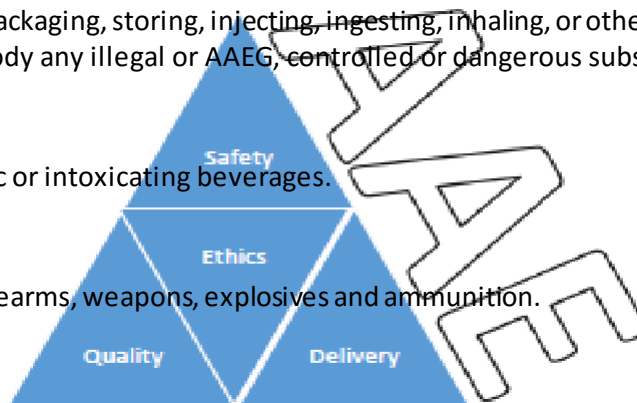 ackaging, storing, injecting, ingesting, inhaling, or othe
ody any illegal or AAEG, controlled or dangerous subs
Safety
c or intoxicating beverages.
Ethics
earms, weapons, explosives and ammunition.
Quality Delivery
AAE